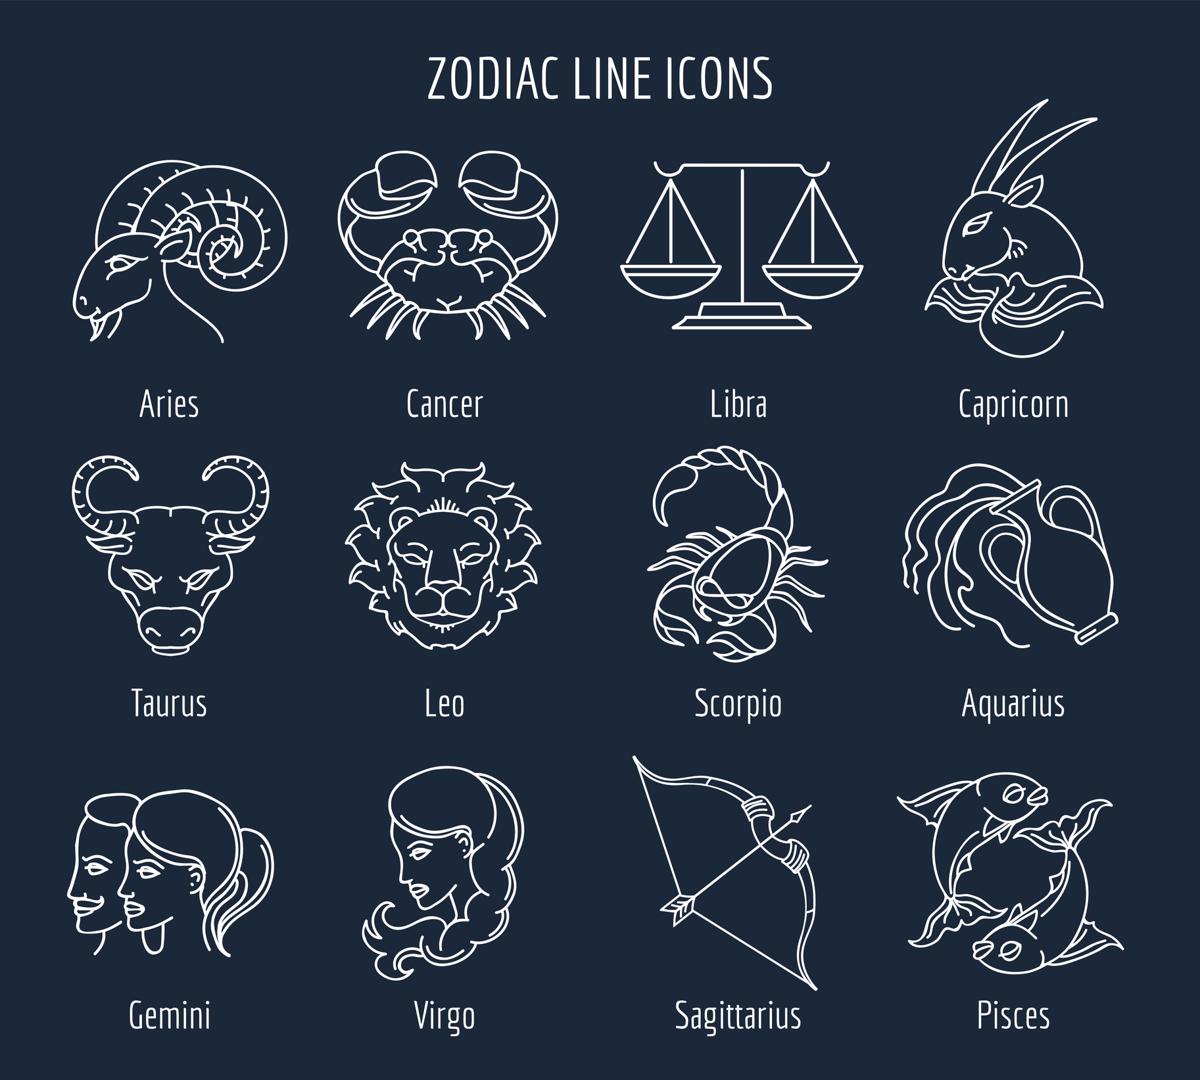 ZODIAC LINE ICONS
Aries
Cancer
Libra
Capricorn
Taurus
Leo
Scorpio
Aquarius
Gemini
Virgo
Sagittarius
Pisces